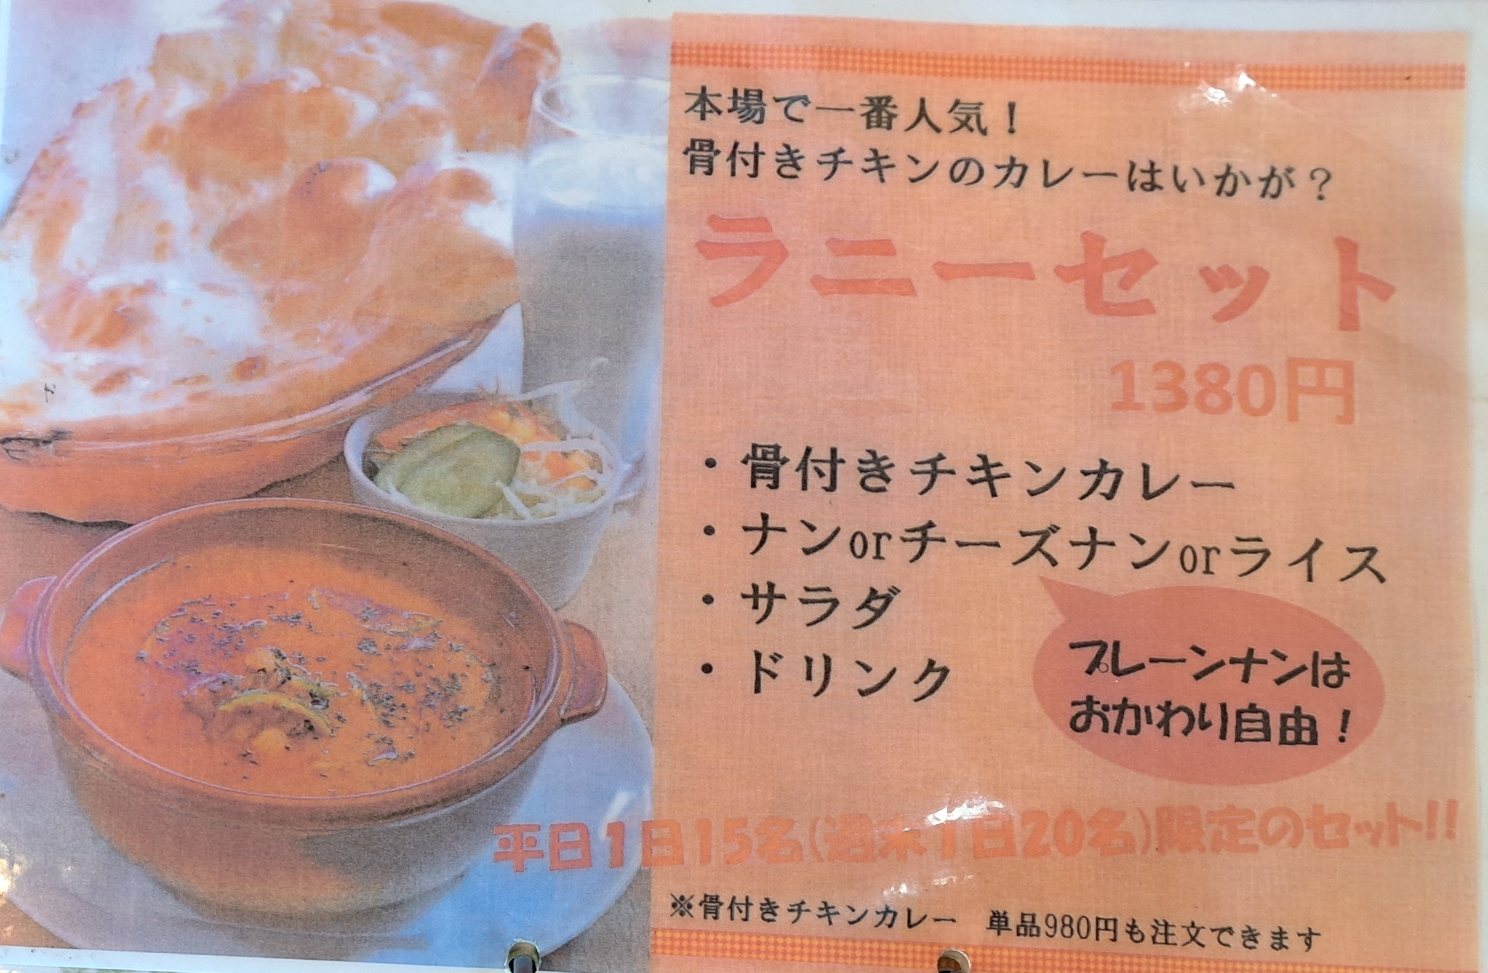 本場で一番人気！
骨付きチキンのカレーはいかが？
ラニーセット
1380円
・骨付きチキンカレー
・ナンorチーズナンorライス
・サラダ
・ドリンク
プレーンナンは
おかわり自由！
平日1日15名(週末1日20名)限定のセット!!
※骨付きチキンカレー　単品980円も注文できます